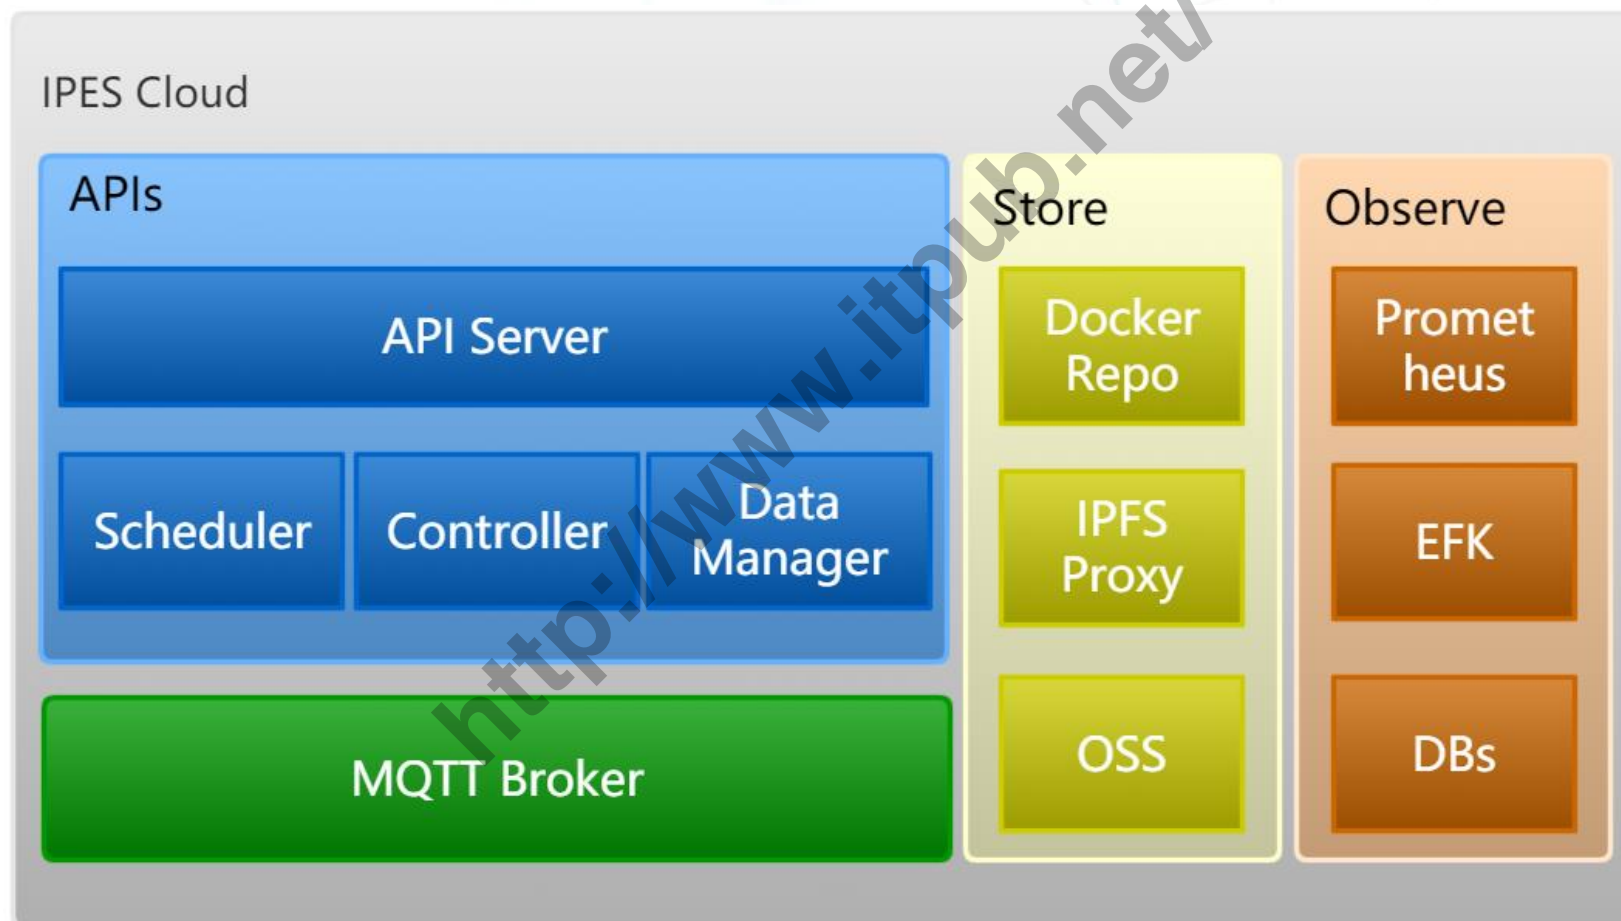 IPES Cloud
APIs
API Server
Scheduler
Controller
Data
Manager
MQTT Broker
Store
Docker
Repo
IPFS
Proxy
OSS
Observe
Promet
heus
EFK
DBs
http://www.itpub.net/